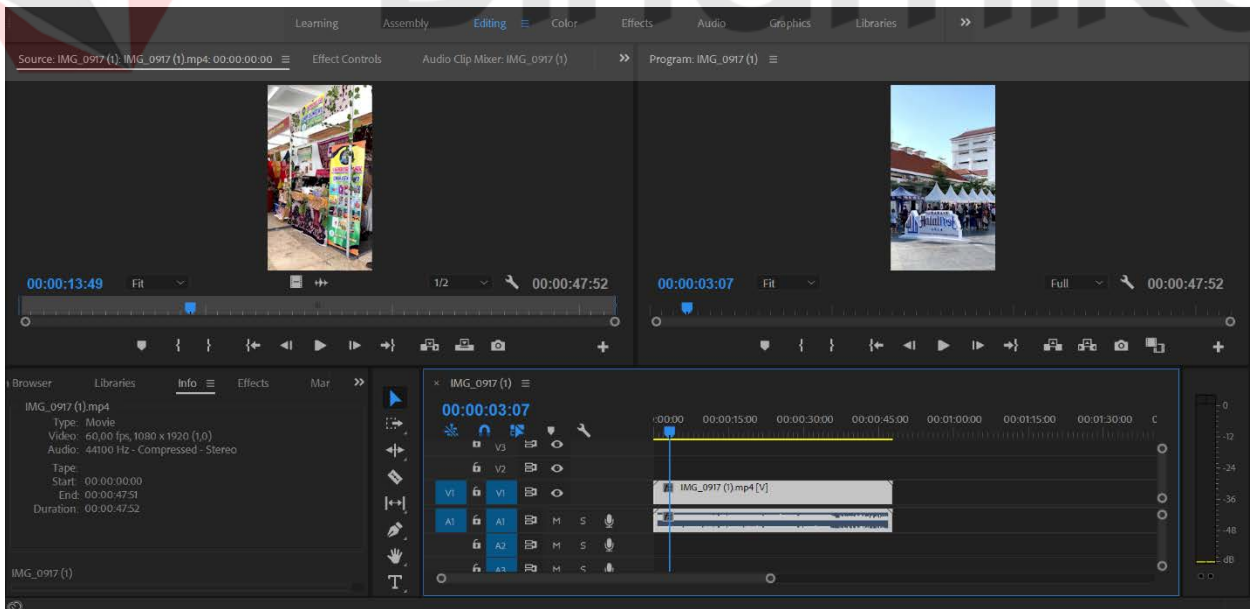 Learning Assembly Editing Color Effects Audio Graphics Libraries
Source: IMG_0917 (1): IMG_0917 (1).mp4: 00:00:00:00 Effect Controls Audio Clip Mixer: IMG_0917 (1)
Program: IMG_0917 (1)
HalalFest
00:00:13:49 Fit 1/2 00:00:47:52
00:00:03:07 Fit Full 00:00:47:52
Browser Libraries Info Effects Mar
IMG_0917 (1).mp4
Type: Movie
Video: 60,00 fps, 1080 x 1920 (1,0)
Audio: 44100 Hz - Compressed - Stereo
Tape:
Start: 00:00:00:00
End: 00:00:47:51
Duration: 00:00:47:52
IMG_0917 (1)
× IMG_0917 (1)
00:00:03:07
:00:00 00:00:15:00 00:00:30:00 00:00:45:00 00:01:00:00 00:01:15:00 00:01:30:00
V3
V2
V1 V1
IMG_0917 (1).mp4 [V]
A1 A1 M S
A2 M S
A3 M S
T
0
-12
-24
-36
-48
dB